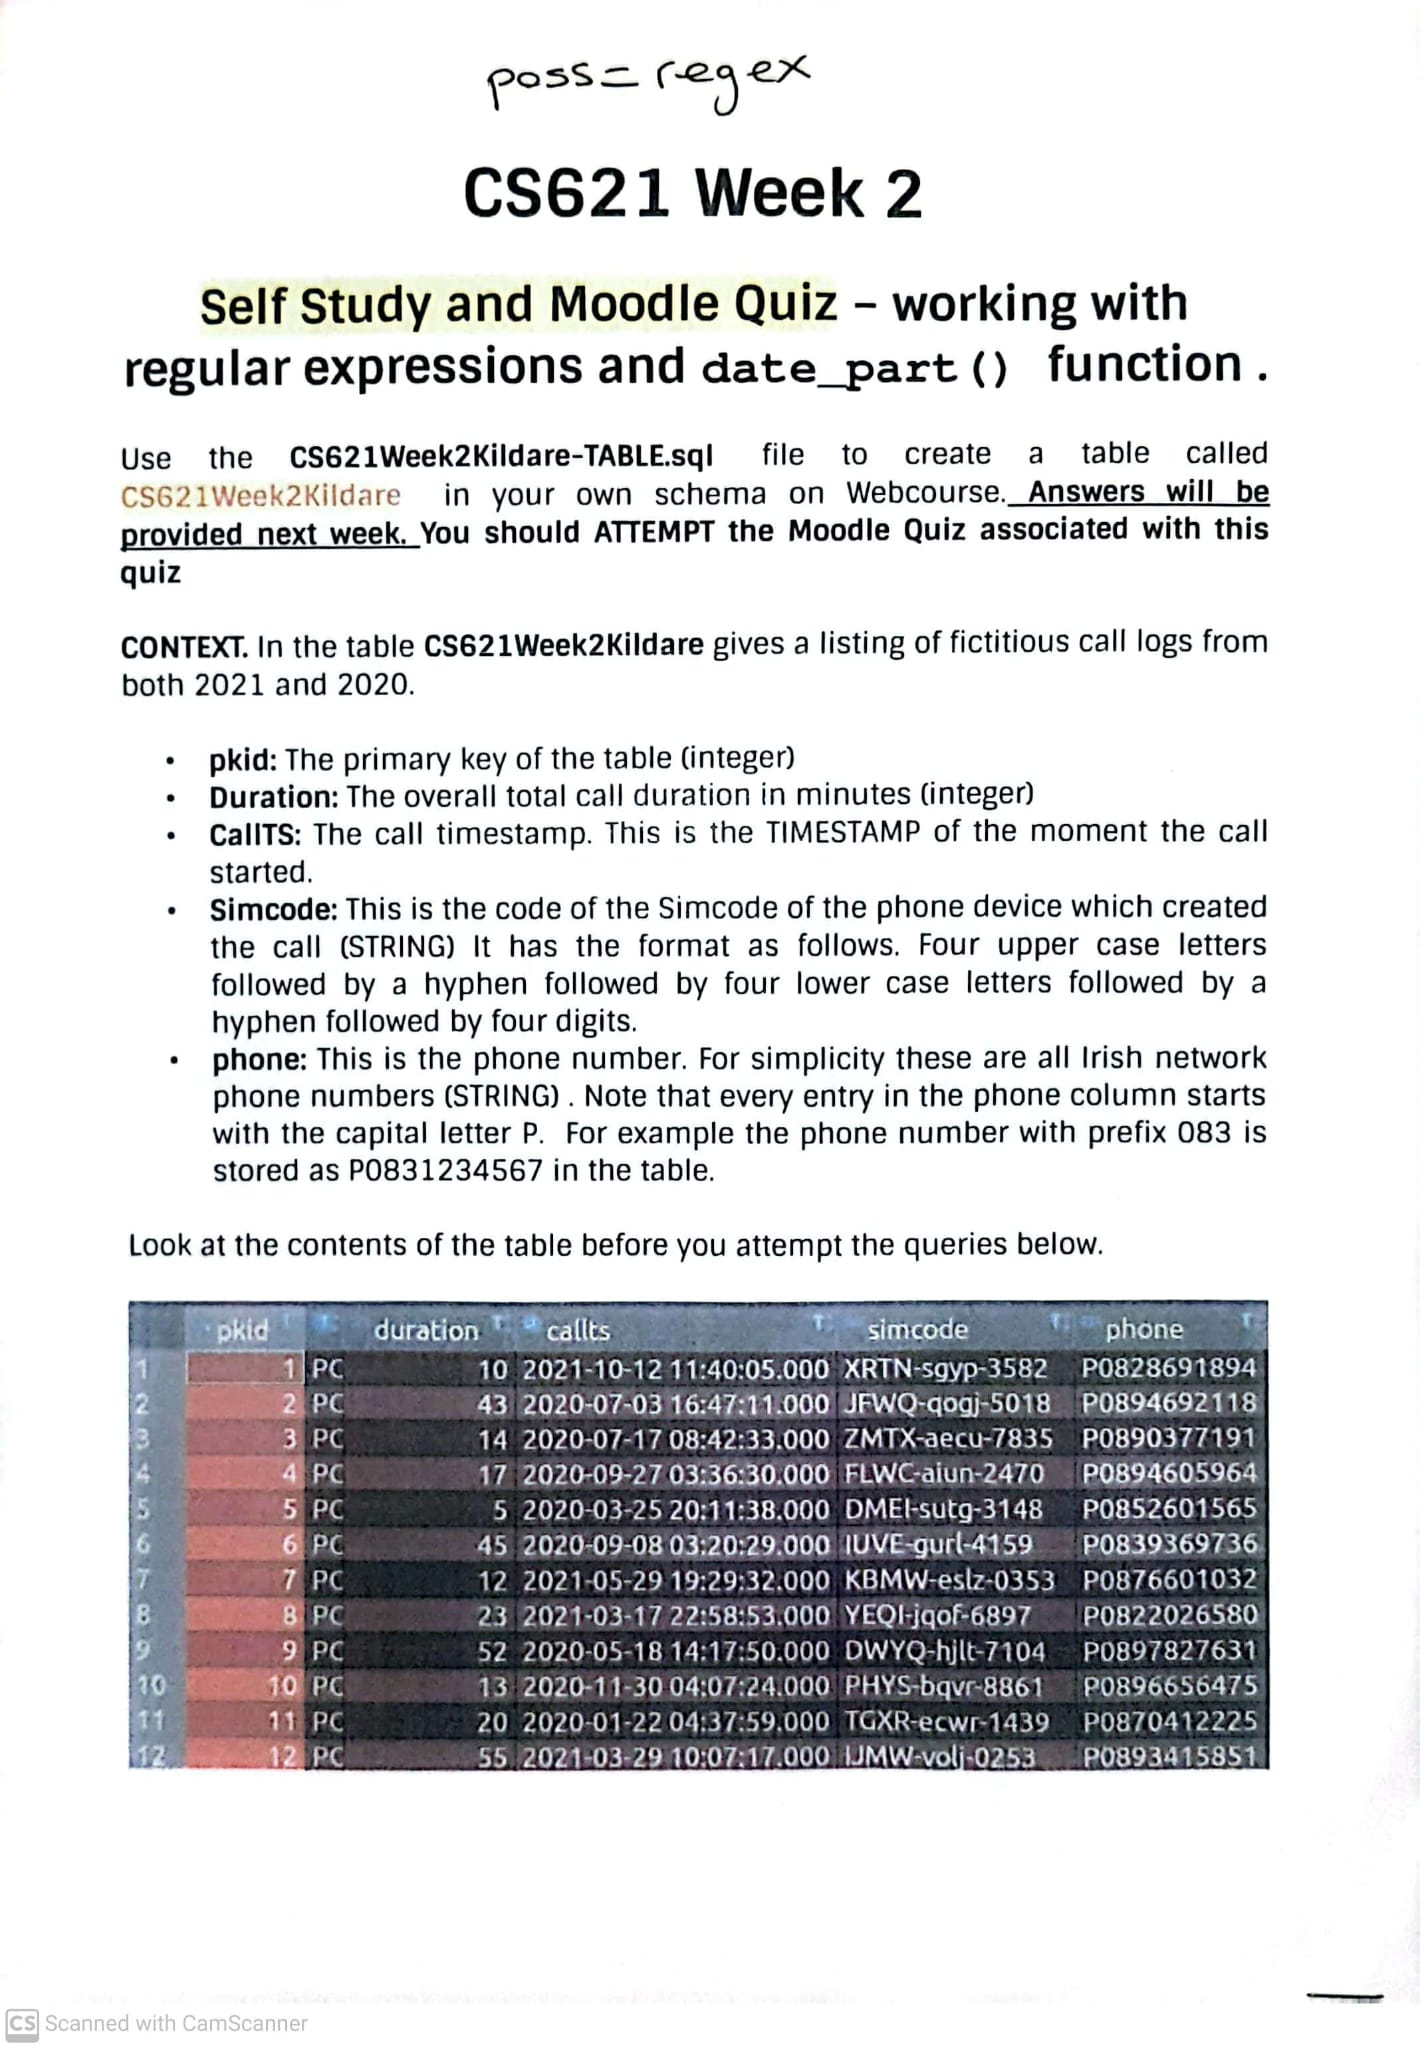 poss = regex
CS621 Week 2
Self Study and Moodle Quiz – working with
regular expressions and date_part() function .
Use the CS621Week2Kildare-TABLE.sql file to create a table called
CS621Week2Kildare in your own schema on Webcourse. Answers will be
provided next week. You should ATTEMPT the Moodle Quiz associated with this
quiz
CONTEXT. In the table CS621Week2Kildare gives a listing of fictitious call logs from
both 2021 and 2020.
• pkid: The primary key of the table (integer)
• Duration: The overall total call duration in minutes (integer)
• CallTS: The call timestamp. This is the TIMESTAMP of the moment the call
started.
• Simcode: This is the code of the Simcode of the phone device which created
the call (STRING) It has the format as follows. Four upper case letters
followed by a hyphen followed by four lower case letters followed by a
hyphen followed by four digits.
• phone: This is the phone number. For simplicity these are all Irish network
phone numbers (STRING) . Note that every entry in the phone column starts
with the capital letter P. For example the phone number with prefix 083 is
stored as P0831234567 in the table.
Look at the contents of the table before you attempt the queries below.
pkid duration callts simcode phone
1 1 PC 10 2021-10-12 11:40:05.000 XRTN-sgyp-3582 P0828691894
2 2 PC 43 2020-07-03 16:47:11.000 JFWQ-qogj-5018 P0894692118
3 3 PC 14 2020-07-17 08:42:33.000 ZMTX-aecu-7835 P0890377191
4 4 PC 17 2020-09-27 03:36:30.000 FLWC-aiun-2470 P0894605964
5 5 PC 5 2020-03-25 20:11:38.000 DMEI-sutg-3148 P0852601565
6 6 PC 45 2020-09-08 03:20:29.000 IUVE-gurl-4159 P0839369736
7 7 PC 12 2021-05-29 19:29:32.000 KBMW-eslz-0353 P0876601032
8 8 PC 23 2021-03-17 22:58:53.000 YEQI-jqof-6897 P0822026580
9 9 PC 52 2020-05-18 14:17:50.000 DWYQ-hjlt-7104 P0897827631
10 10 PC 13 2020-11-30 04:07:24.000 PHYS-bqvr-8861 P0896656475
11 11 PC 20 2020-01-22 04:37:59.000 TGXR-ecwr-1439 P0870412225
12 12 PC 55 2021-03-29 10:07:17.000 IJMW-volj-0253 P0893415851
CS Scanned with CamScanner